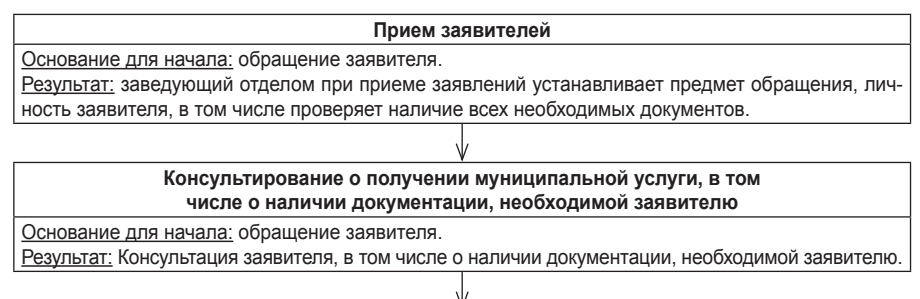 Прием заявителей
Основание для начала: обращение заявителя.
Результат: заведующий отделом при приеме заявлений устанавливает предмет обращения, лич-
ность заявителя, в том числе проверяет наличие всех необходимых документов.
Консультирование о получении муниципальной услуги, в том
числе о наличии документации, необходимой заявителю
Основание для начала: обращение заявителя.
Результат: Консультация заявителя, в том числе о наличии документации, необходимой заявителю.